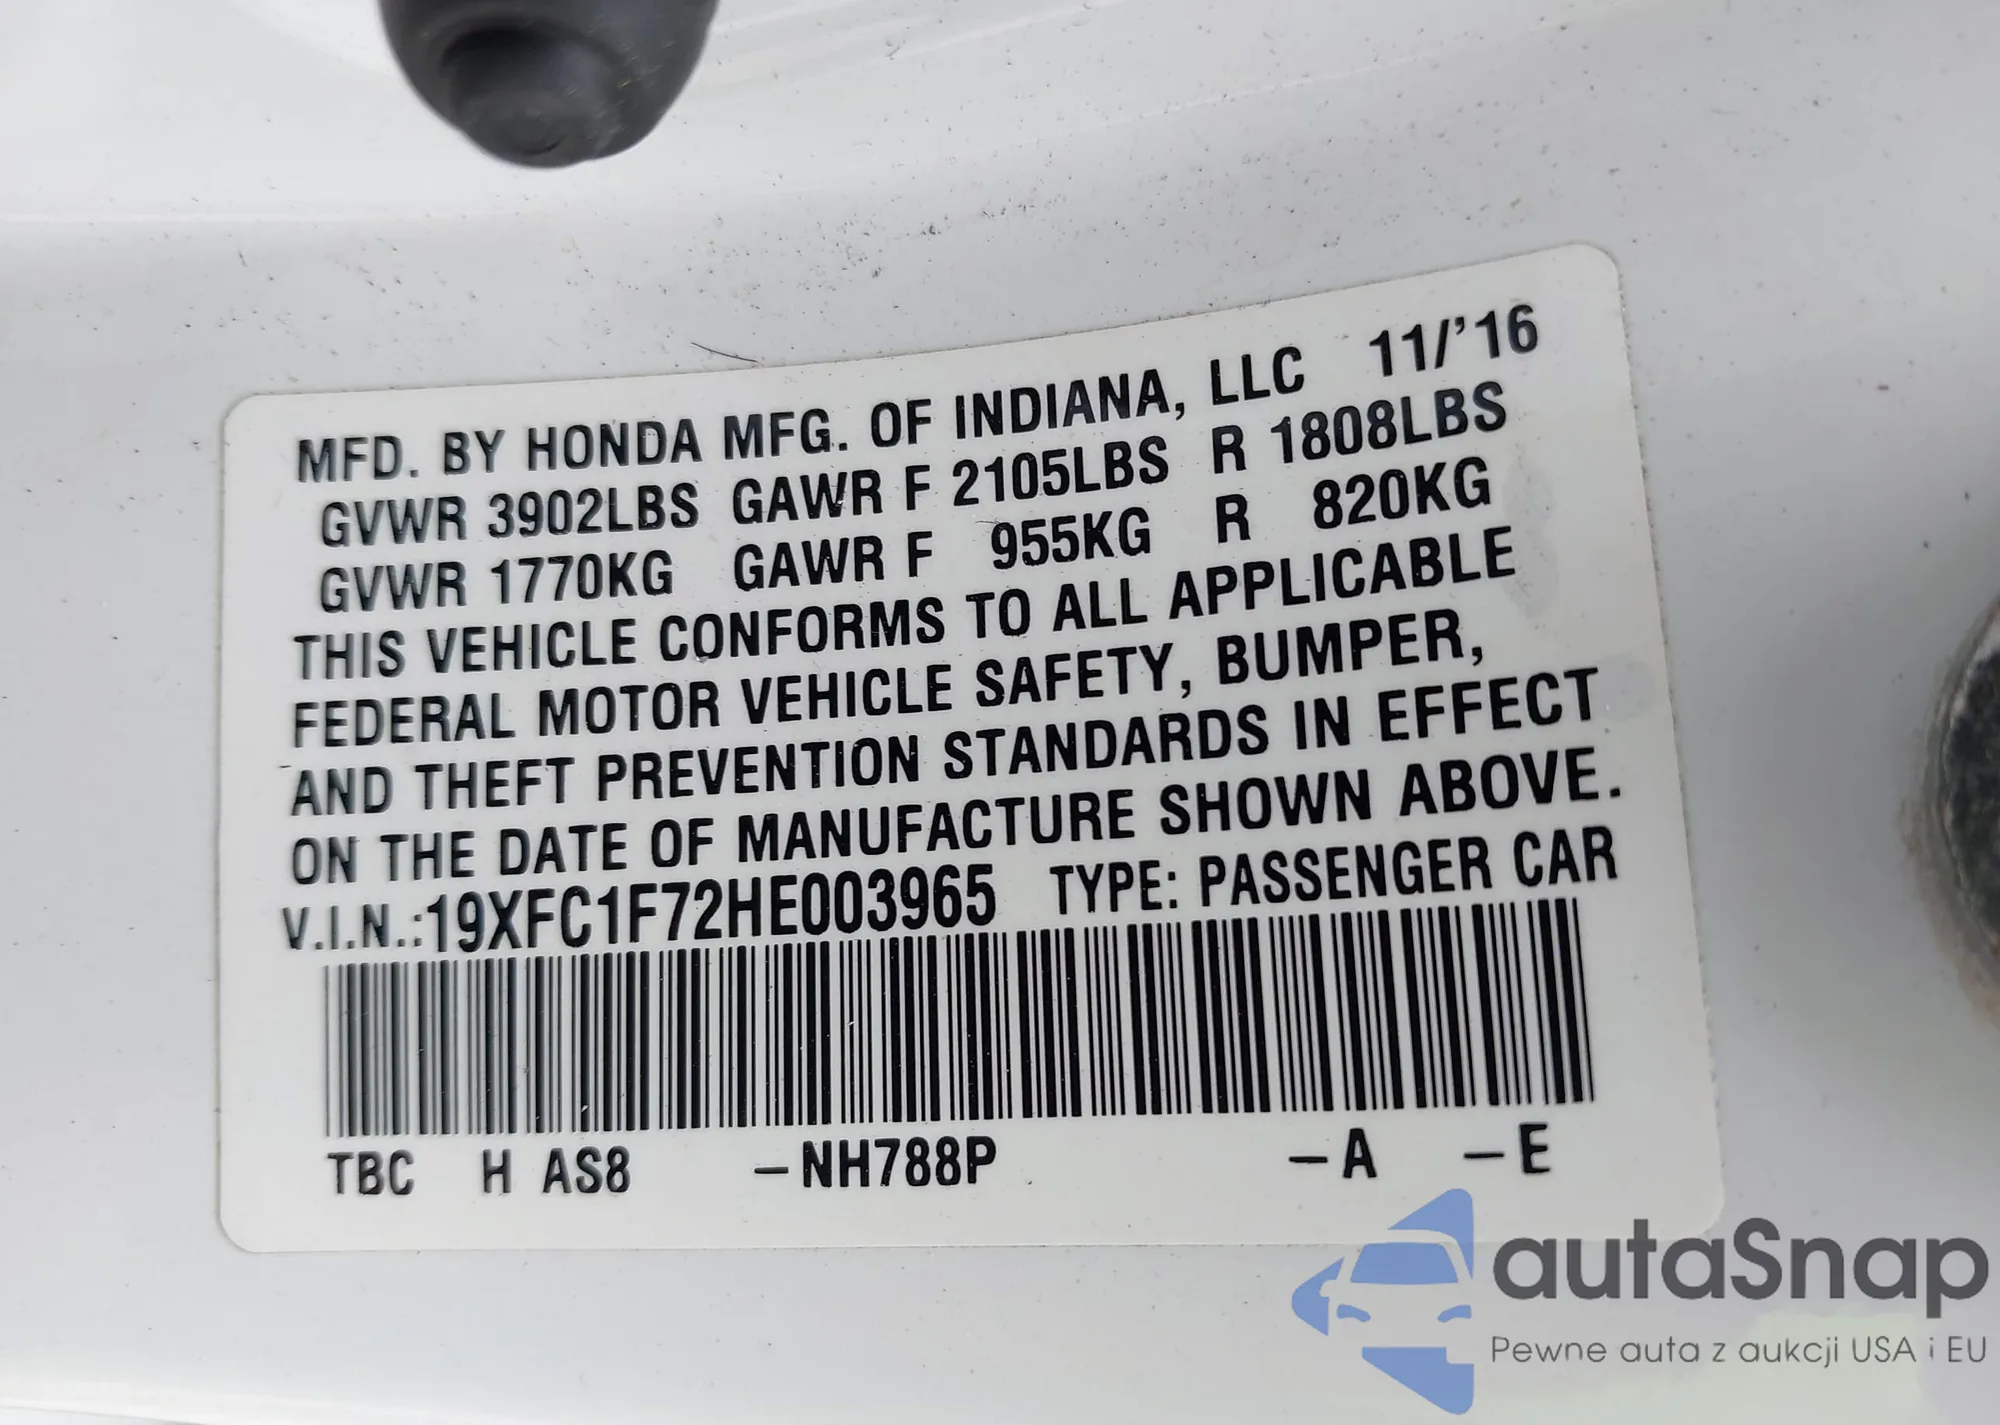 MFD. BY HONDA MFG. OF INDIANA, LLC 11/'16
GVWR 3902LBS GAWR F 2105LBS R 1808LBS
GVWR 1770KG GAWR F 955KG R 820KG
THIS VEHICLE CONFORMS TO ALL APPLICABLE
FEDERAL MOTOR VEHICLE SAFETY, BUMPER,
AND THEFT PREVENTION STANDARDS IN EFFECT
ON THE DATE OF MANUFACTURE SHOWN ABOVE.
V.I.N.:19XFC1F72HE003965 TYPE: PASSENGER CAR
TBC H AS8 –NH788P –A –E
autaSnap
Pewne auta z aukcji USA i EU